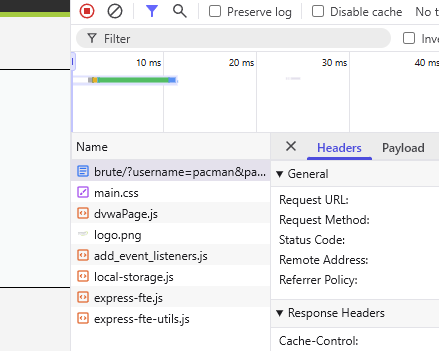 Preserve log Disable cache No t
Filter Inve
10 ms 20 ms 30 ms 40 ms
Name
brute/?username=pacman&pa...
main.css
dvwaPage.js
logo.png
add_event_listeners.js
local-storage.js
express-fte.js
express-fte-utils.js
Headers Payload
General
Request URL:
Request Method:
Status Code:
Remote Address:
Referrer Policy:
Response Headers
Cache-Control: